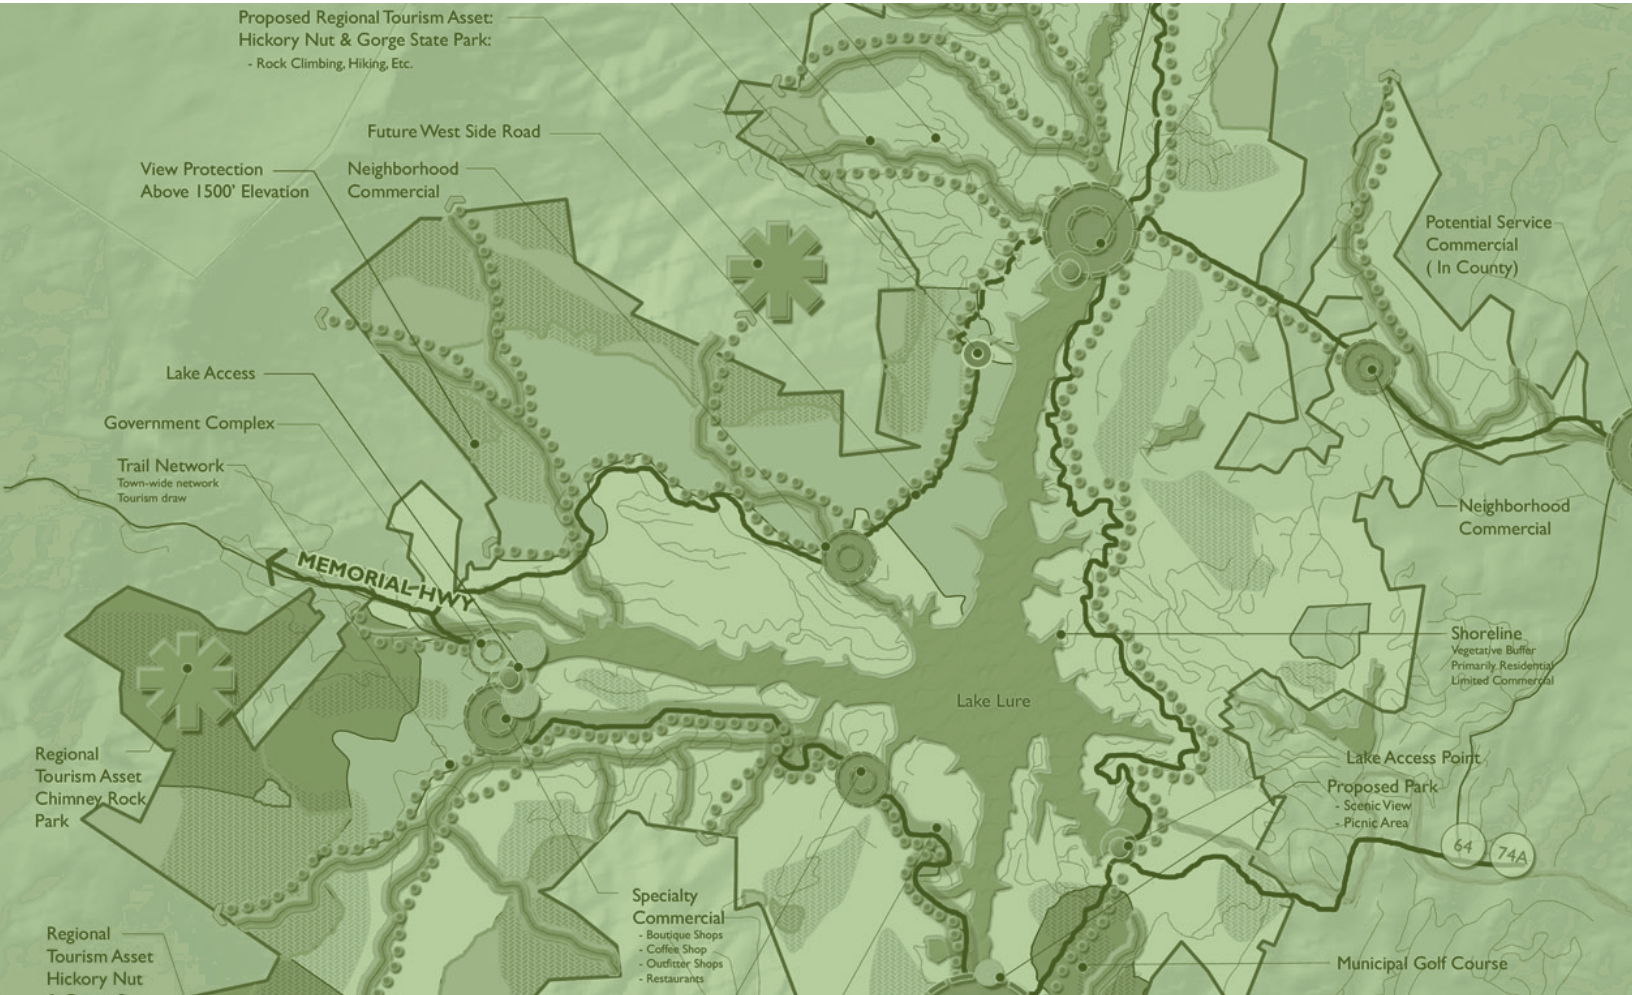 Proposed Regional Tourism Asset:
Hickory Nut & Gorge State Park:
- Rock Climbing, Hiking, Etc.
Future West Side Road
View Protection
Above 1500' Elevation
Neighborhood
Commercial
Potential Service
Commercial
( In County)
Lake Access
Government Complex
Trail Network
Town-wide network
Tourism draw
Neighborhood
Commercial
MEMORIAL HWY
Shoreline
Vegetative Buffer
Primarily Residential
Limited Commercial
Lake Lure
Regional
Tourism Asset
Chimney Rock
Park
Lake Access Point
Proposed Park
- Scenic View
- Picnic Area
64
74A
Specialty
Commercial
- Boutique Shops
- Coffee Shop
- Outfitter Shops
- Restaurants
Regional
Tourism Asset
Hickory Nut
Municipal Golf Course